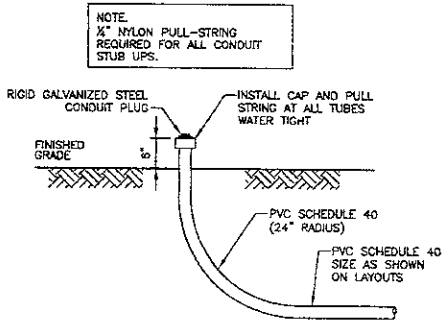 NOTE.
¼" NYLON PULL-STRING
REQUIRED FOR ALL CONDUIT
STUB UPS.
RIGID GALVANIZED STEEL
CONDUIT PLUG
INSTALL CAP AND PULL
STRING AT ALL TUBES
WATER TIGHT
FINISHED
GRADE
6"
PVC SCHEDULE 40
(24" RADIUS)
PVC SCHEDULE 40
SIZE AS SHOWN
ON LAYOUTS